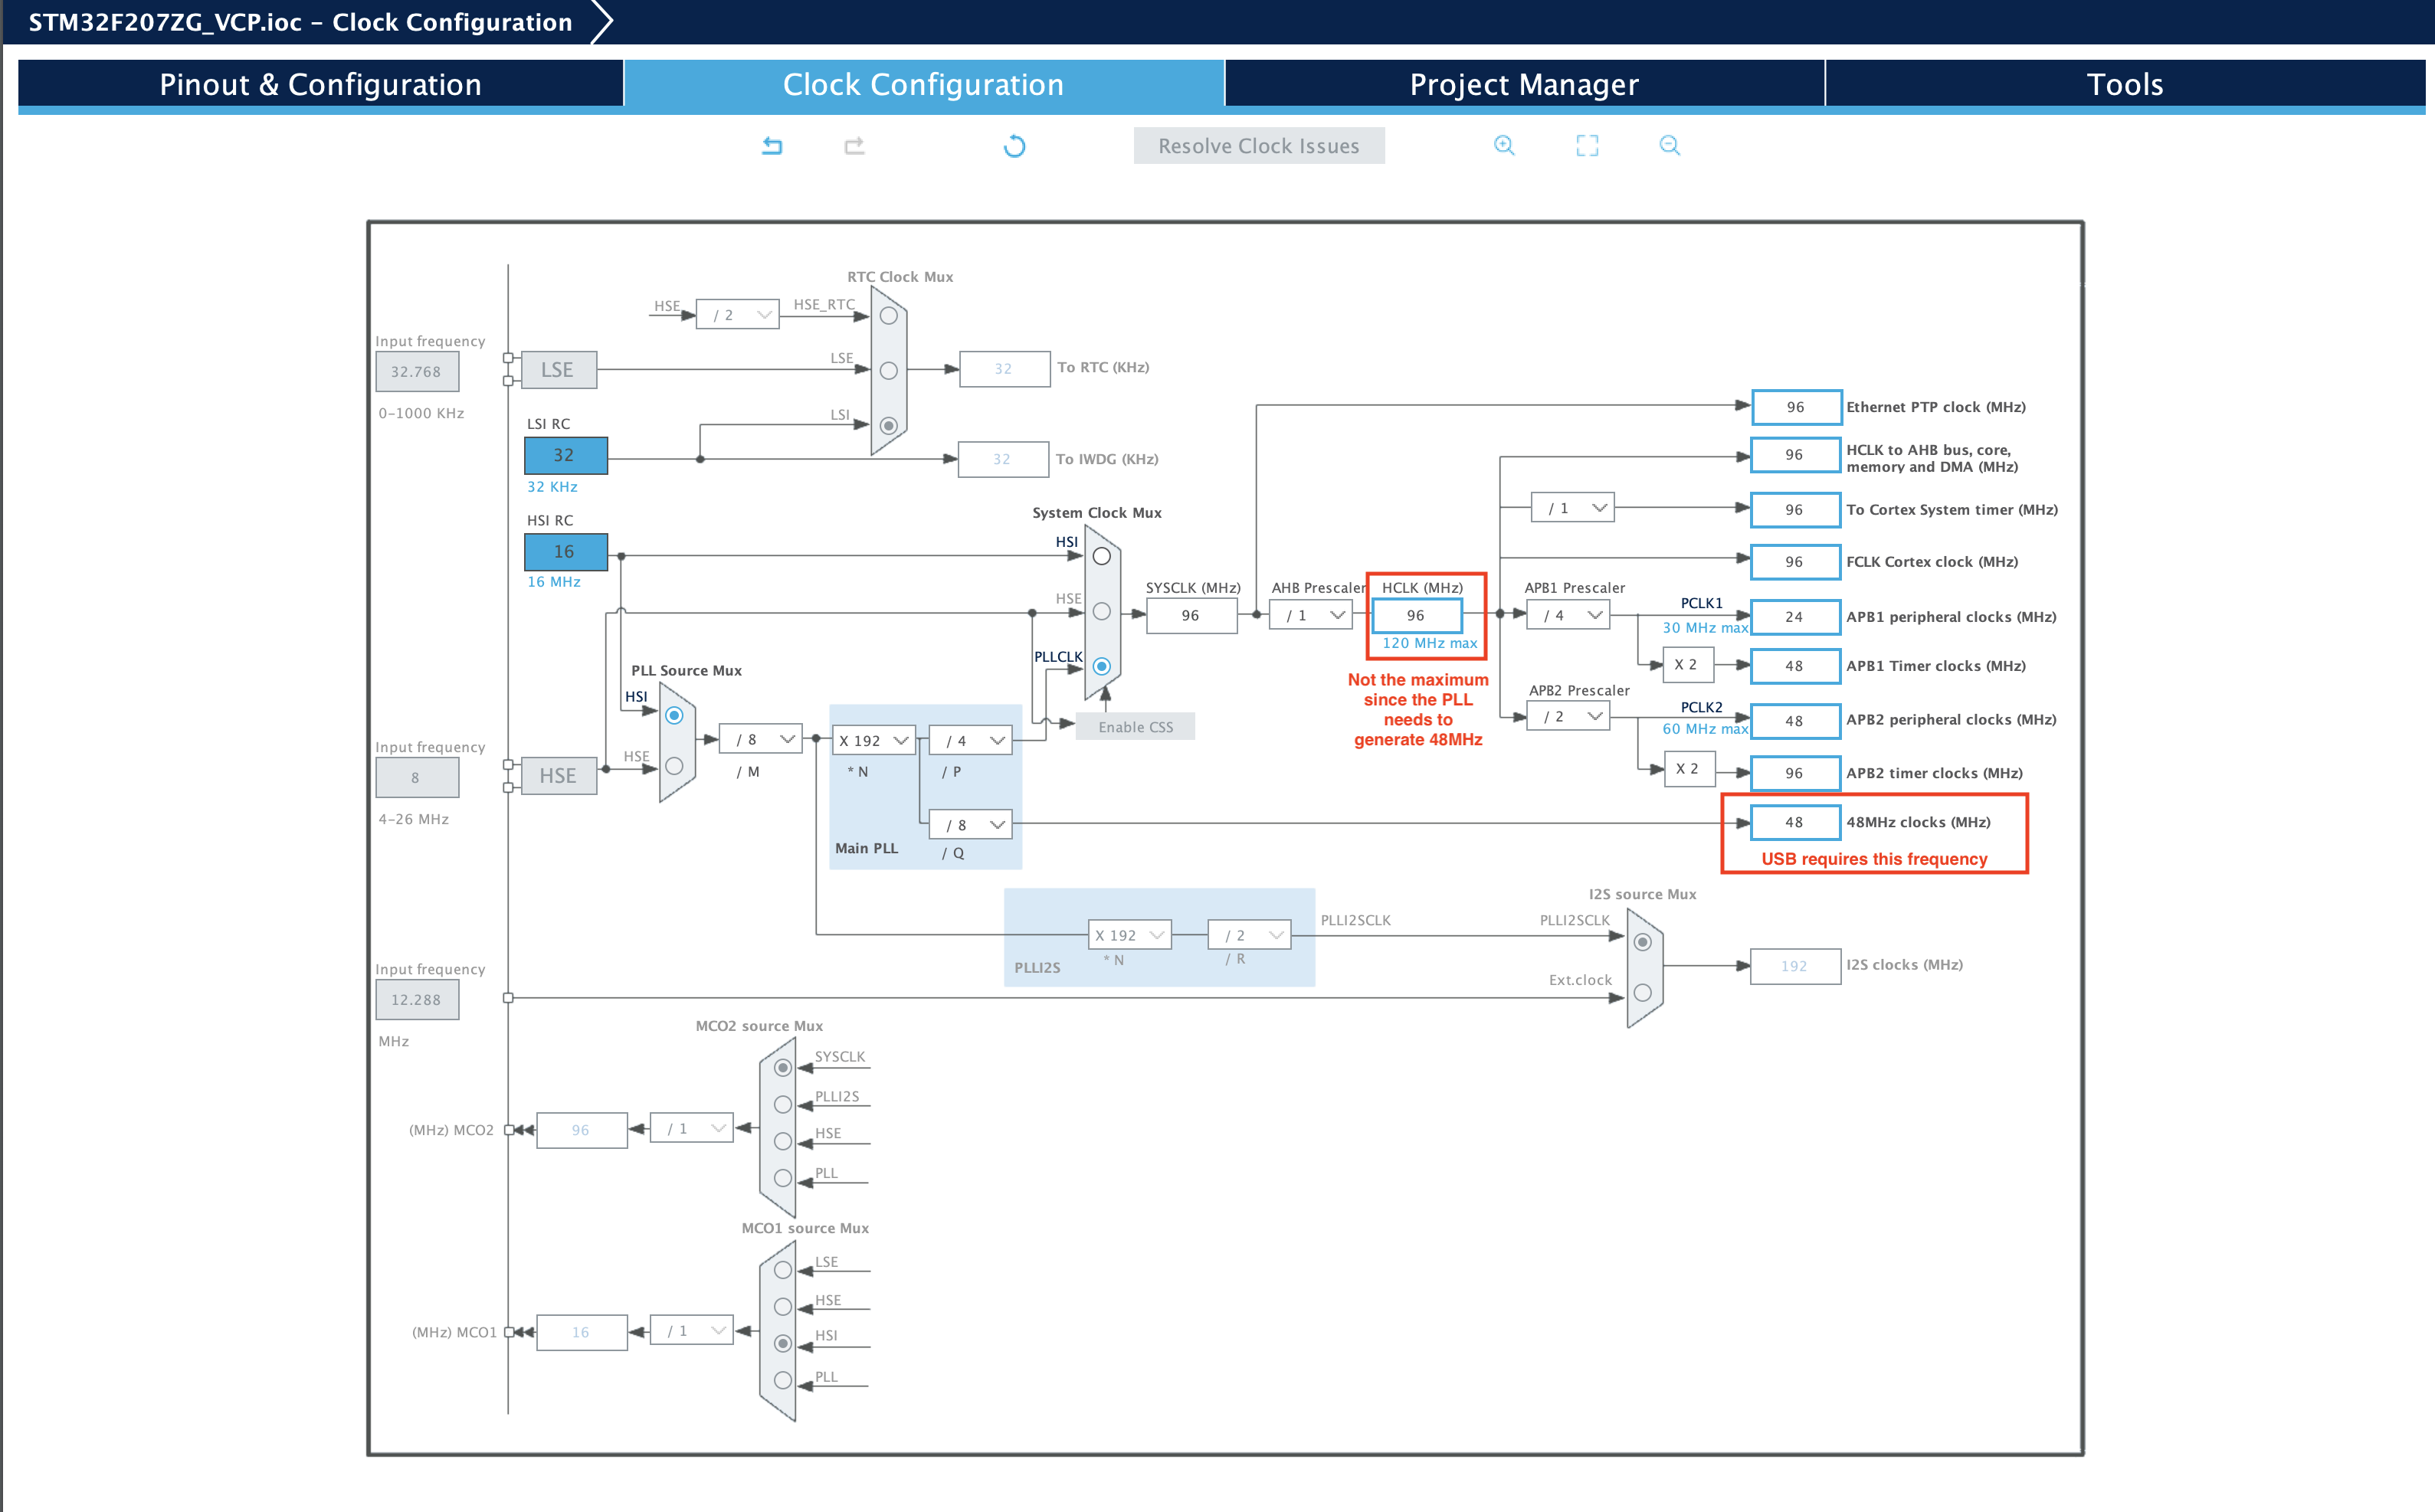 STM32F207ZG_VCP.ioc – Clock Configuration
Pinout & Configuration
Clock Configuration
Project Manager
Tools
Resolve Clock Issues
RTC Clock Mux
HSE
/ 2
HSE_RTC
Input frequency
32.768
0-1000 KHz
LSE
LSE
32
To RTC (KHz)
LSI RC
32
32 KHz
LSI
32
To IWDG (KHz)
96
Ethernet PTP clock (MHz)
96
HCLK to AHB bus, core,
memory and DMA (MHz)
/ 1
96
To Cortex System timer (MHz)
96
FCLK Cortex clock (MHz)
HSI RC
16
16 MHz
System Clock Mux
HSI
HSE
PLLCLK
SYSCLK (MHz)
96
AHB Prescaler
/ 1
HCLK (MHz)
96
120 MHz max
Not the maximum
since the PLL
needs to
generate 48MHz
APB1 Prescaler
/ 4
PCLK1
30 MHz max
24
APB1 peripheral clocks (MHz)
X 2
48
APB1 Timer clocks (MHz)
APB2 Prescaler
/ 2
PCLK2
60 MHz max
48
APB2 peripheral clocks (MHz)
X 2
96
APB2 timer clocks (MHz)
48
48MHz clocks (MHz)
USB requires this frequency
PLL Source Mux
HSI
HSE
Input frequency
8
4-26 MHz
HSE
/ 8
/ M
X 192
* N
/ 4
/ P
/ 8
/ Q
Main PLL
Enable CSS
PLLI2S
X 192
* N
/ 2
/ R
PLLI2SCLK
PLLI2SCLK
I2S source Mux
Ext.clock
192
I2S clocks (MHz)
Input frequency
12.288
MHz
MCO2 source Mux
SYSCLK
PLLI2S
HSE
PLL
(MHz) MCO2
96
/ 1
MCO1 source Mux
LSE
HSE
HSI
PLL
(MHz) MCO1
16
/ 1